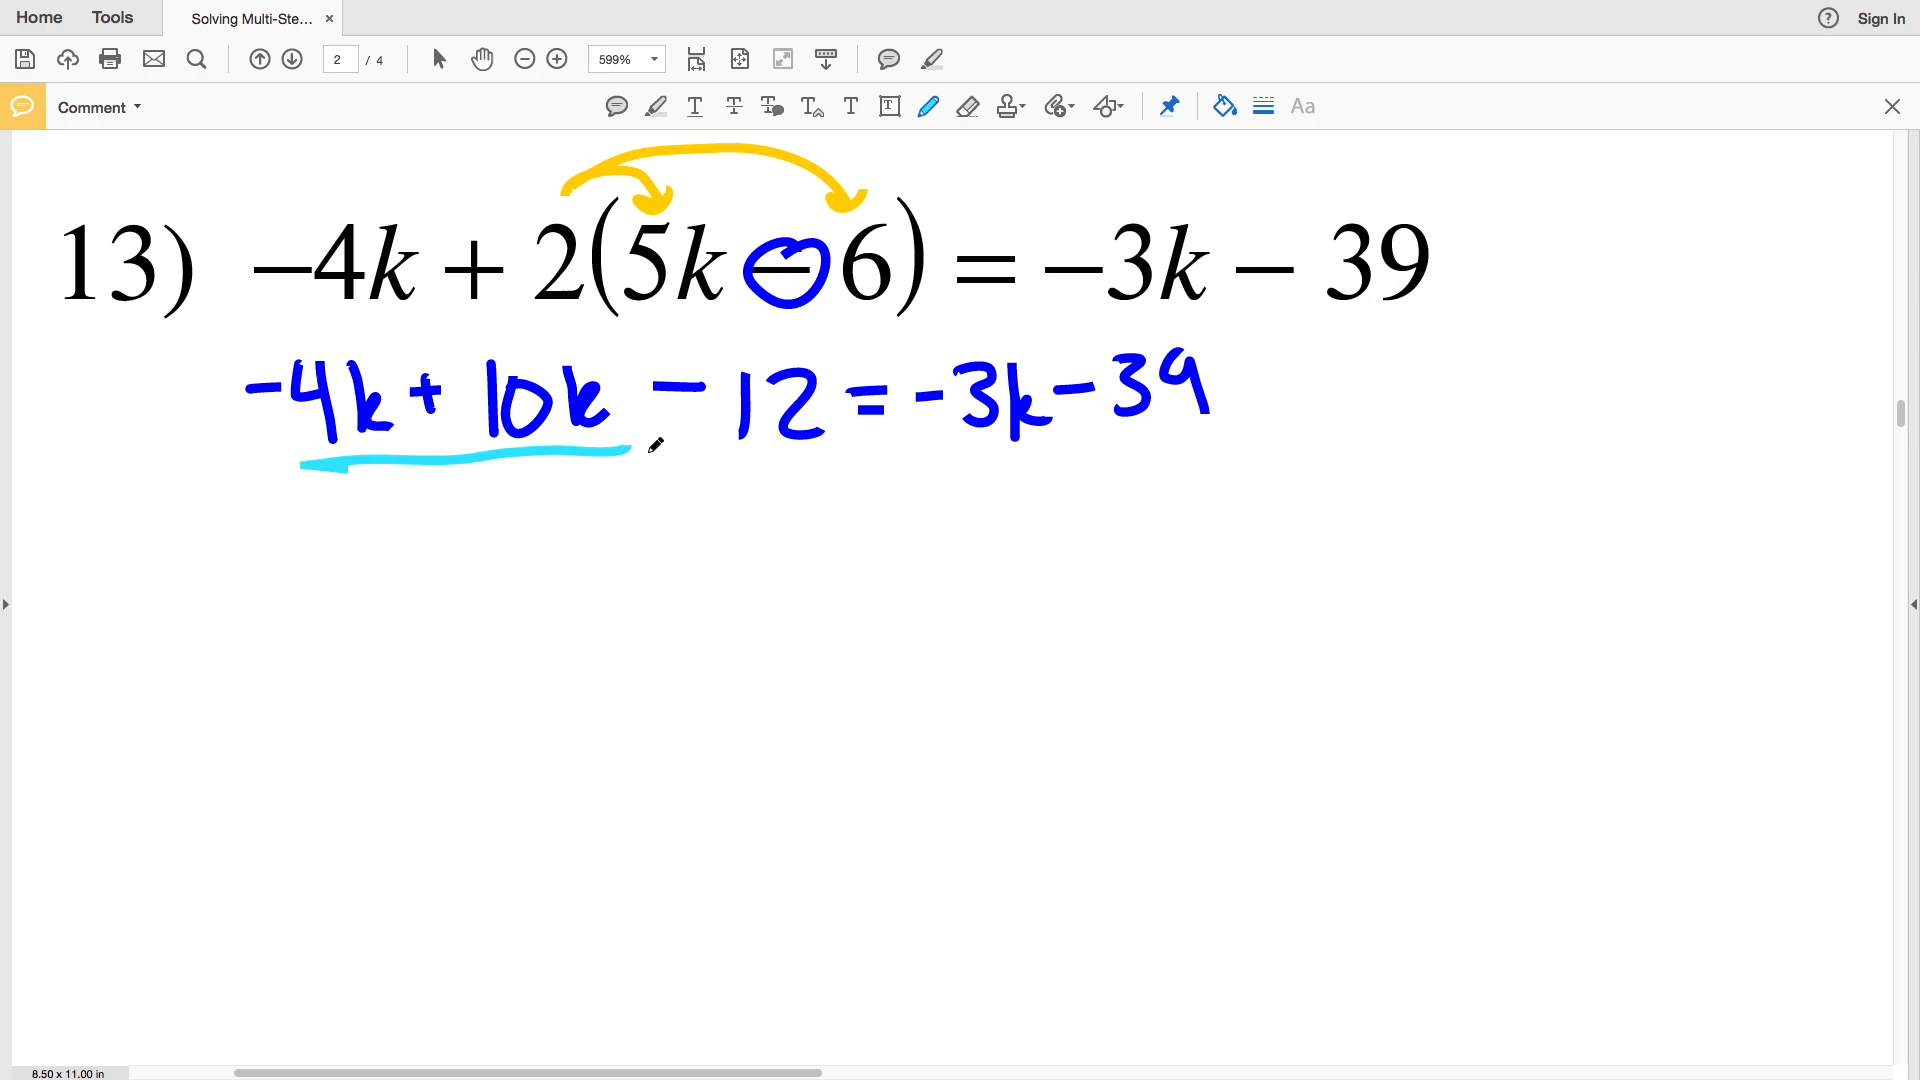 Home Tools Solving Multi-Ste... × ? Sign In
2 / 4 599%
Comment Aa
13) −4k + 2(5k − 6) = −3k − 39
-4k + 10k - 12 = -3k - 39
8.50 x 11.00 in